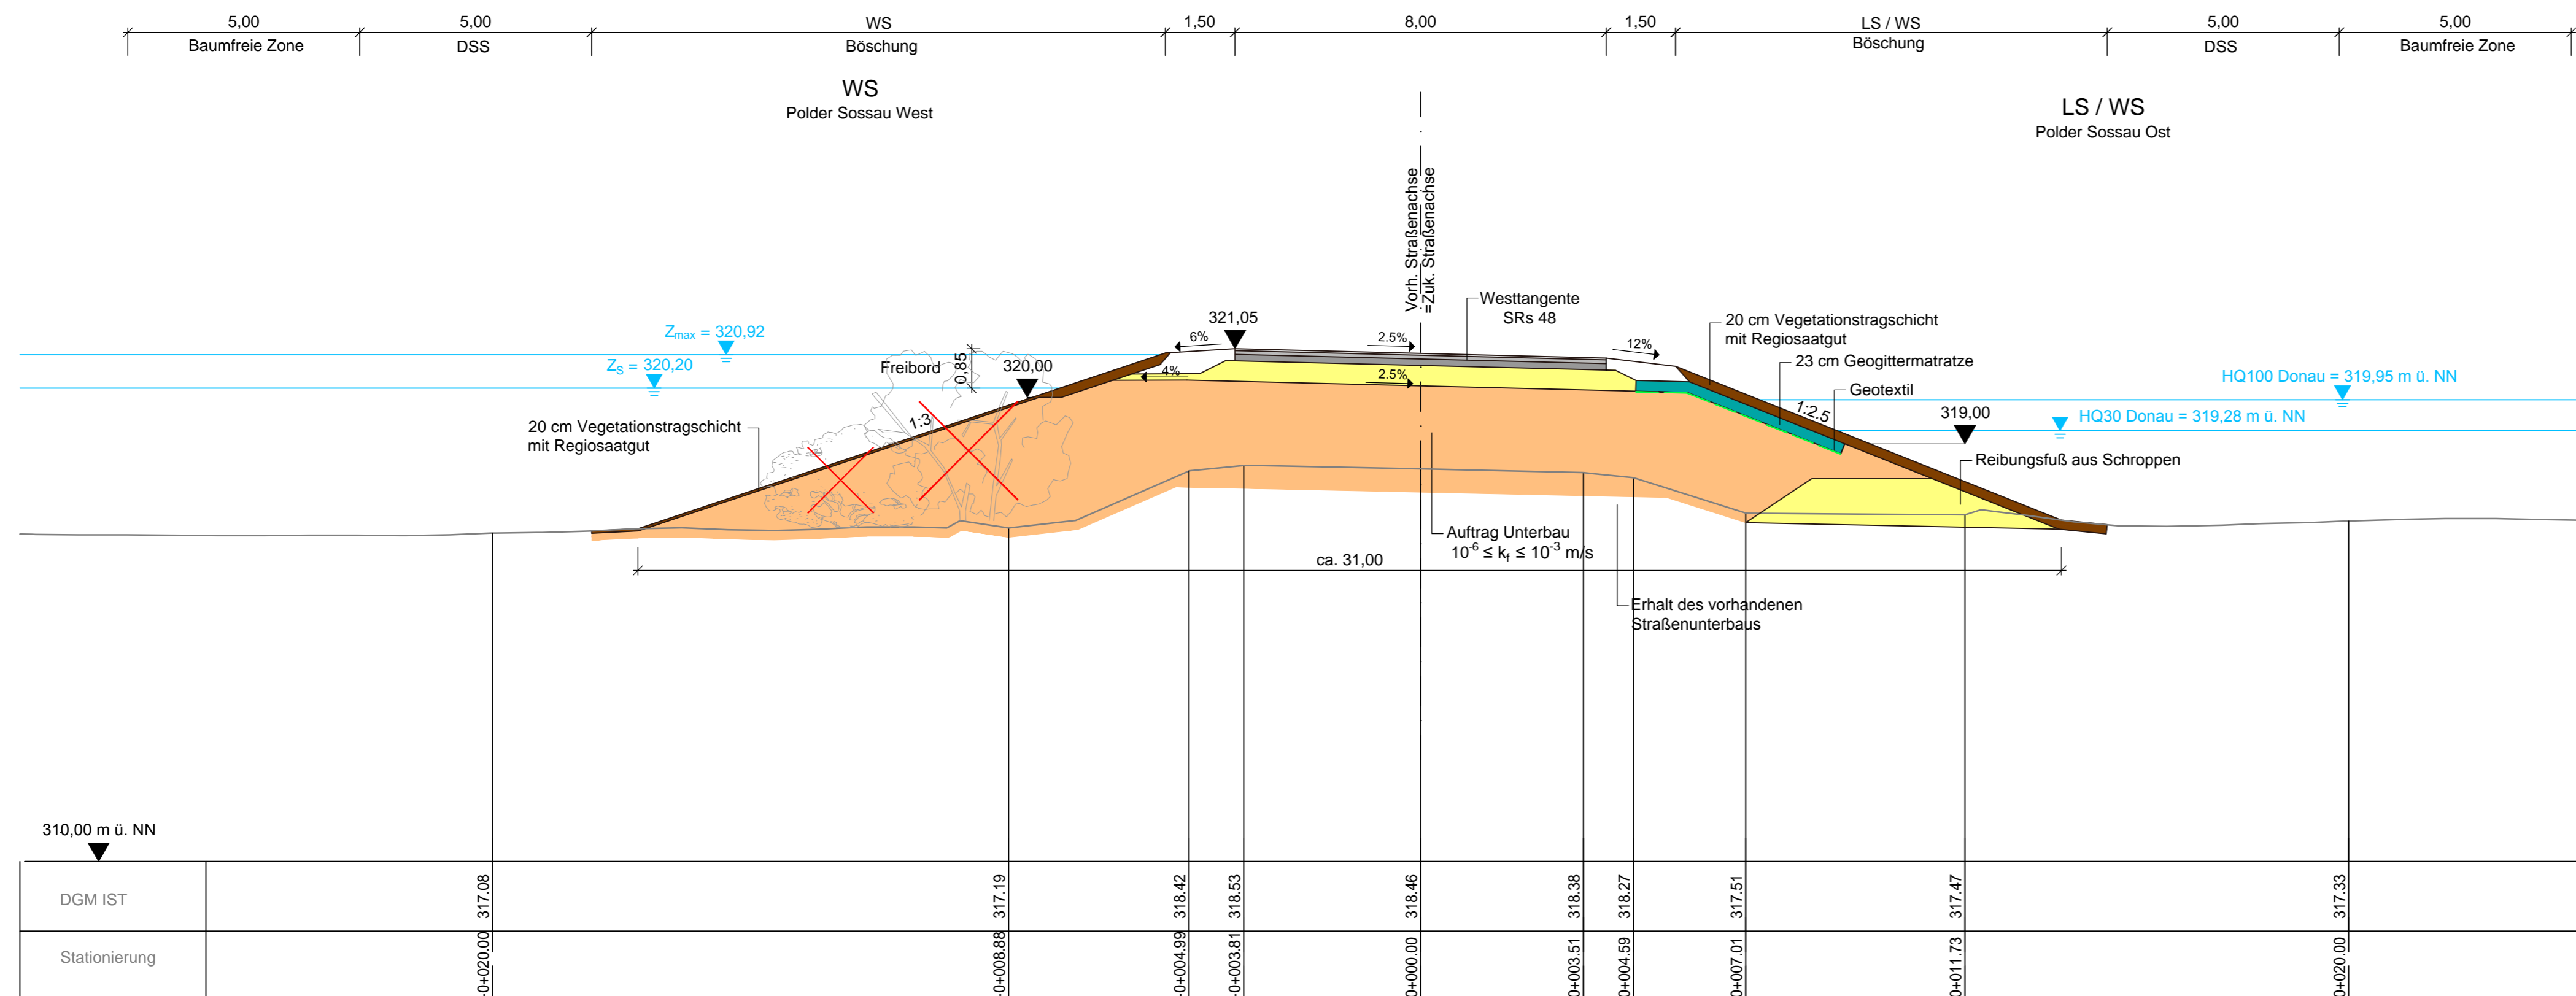 5,00
5,00
WS
1,50
8,00
1,50
LS / WS
5,00
5,00
Baumfreie Zone
DSS
Böschung
Böschung
DSS
Baumfreie Zone
WS
Polder Sossau West
LS / WS
Polder Sossau Ost
Vorh. Straßenachse
=Zuk. Straßenachse
Zmax = 320,92
ZS = 320,20
Freibord
0,85
320,00
321,05
6%
2.5%
12%
4%
2.5%
Westtangente
SRs 48
20 cm Vegetationstragschicht
mit Regiosaatgut
23 cm Geogittermatratze
Geotextil
1:2.5
319,00
HQ100 Donau = 319,95 m ü. NN
HQ30 Donau = 319,28 m ü. NN
1:3
20 cm Vegetationstragschicht
mit Regiosaatgut
Reibungsfuß aus Schroppen
Auftrag Unterbau
10⁻⁶ ≤ kf ≤ 10⁻³ m/s
ca. 31,00
Erhalt des vorhandenen
Straßenunterbaus
310,00 m ü. NN
DGM IST
317.08
317.19
318.42
318.53
318.46
318.38
318.27
317.51
317.47
317.33
Stationierung
-0+020.00
-0+008.88
-0+004.99
-0+003.81
0+000.00
0+003.51
0+004.59
0+007.01
0+011.73
0+020.00